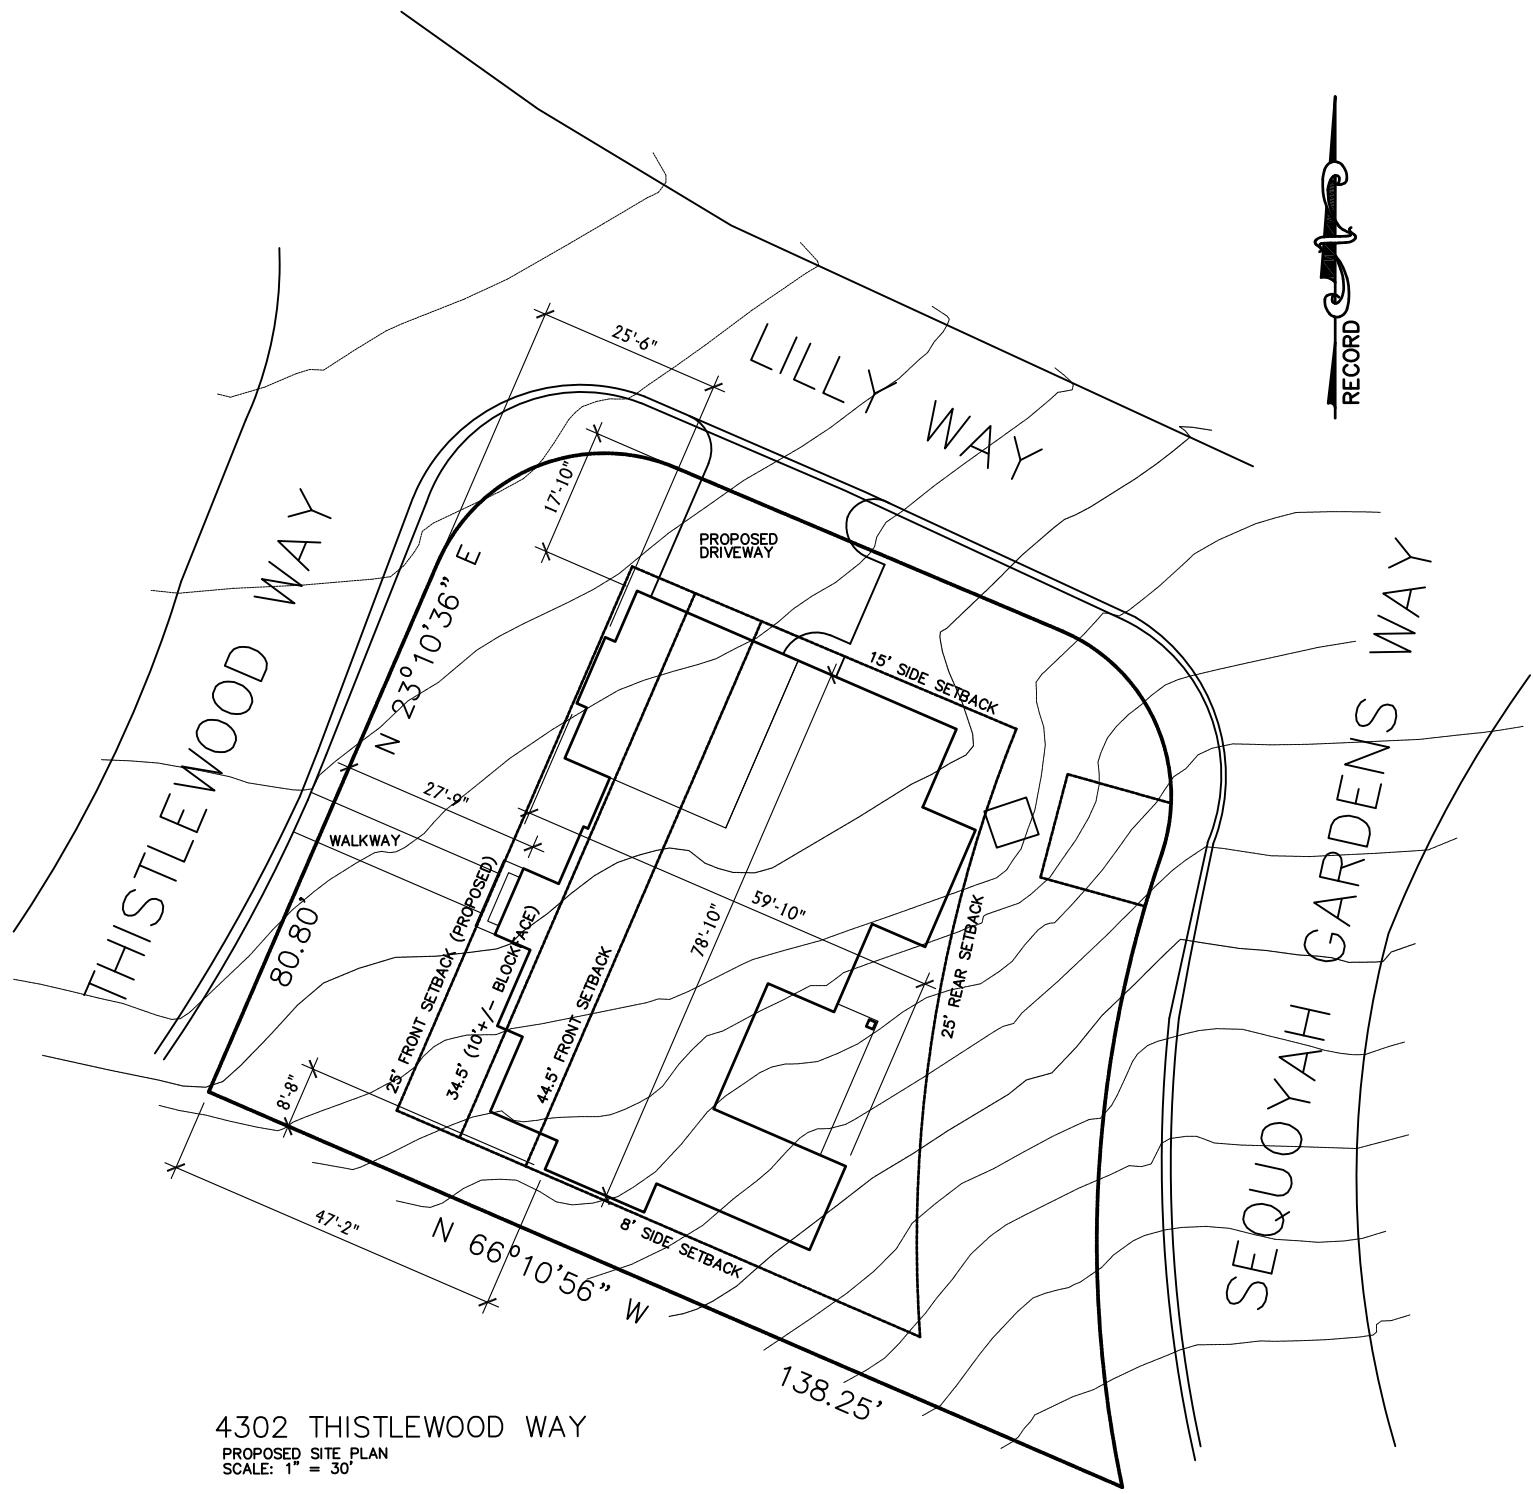 RECORD
25'-6"
LILLY WAY
17'-10"
PROPOSED
DRIVEWAY
THISTLEWOOD WAY
N 23°10'36" E
80.80'
15' SIDE SETBACK
27'-9"
WALKWAY
59'-10"
78'-10"
25' FRONT SETBACK (PROPOSED)
34.5' (10'+/- BLOCKFACE)
44.5' FRONT SETBACK
25' REAR SETBACK
SEQUOYAH GARDENS WAY
8'-8"
47'-2"
8' SIDE SETBACK
N 66°10'56" W
138.25'
4302 THISTLEWOOD WAY
PROPOSED SITE PLAN
SCALE: 1" = 30'